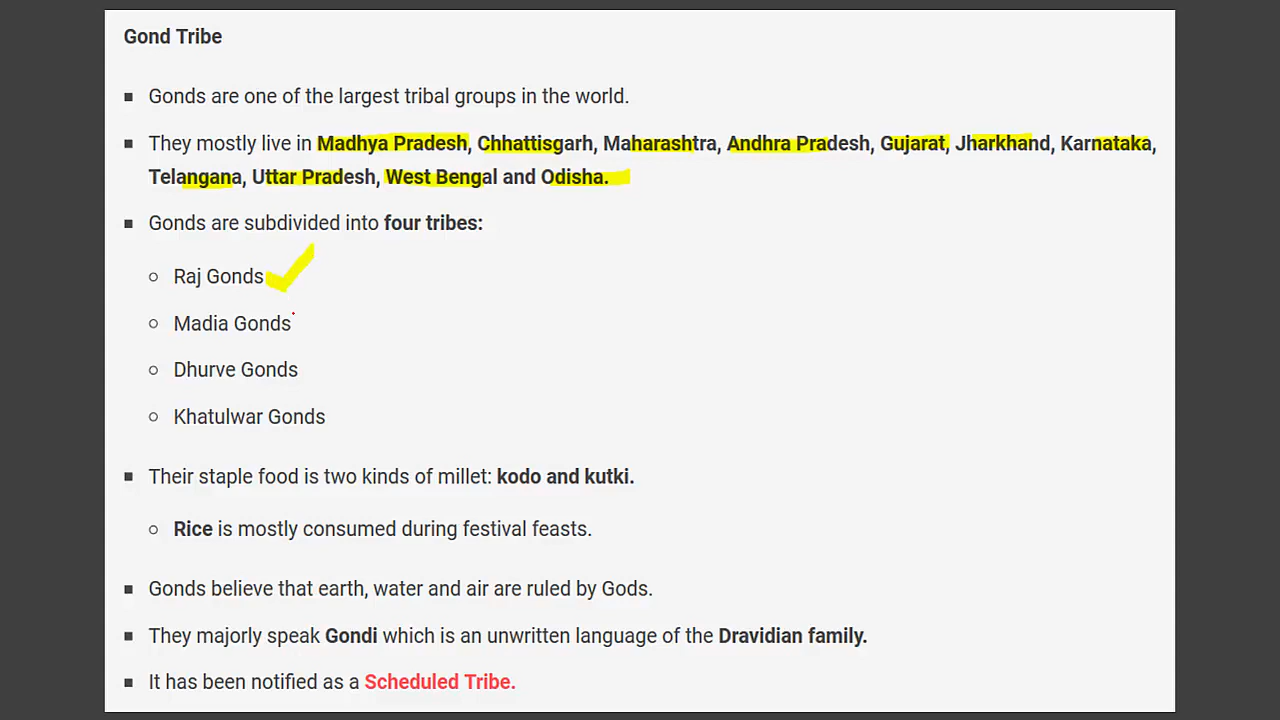 Gond Tribe
Gonds are one of the largest tribal groups in the world.
They mostly live in Madhya Pradesh, Chhattisgarh, Maharashtra, Andhra Pradesh, Gujarat, Jharkhand, Karnataka,
Telangana, Uttar Pradesh, West Bengal and Odisha.
Gonds are subdivided into four tribes:
Raj Gonds
Madia Gonds
Dhurve Gonds
Khatulwar Gonds
Their staple food is two kinds of millet: kodo and kutki.
Rice is mostly consumed during festival feasts.
Gonds believe that earth, water and air are ruled by Gods.
They majorly speak Gondi which is an unwritten language of the Dravidian family.
It has been notified as a Scheduled Tribe.